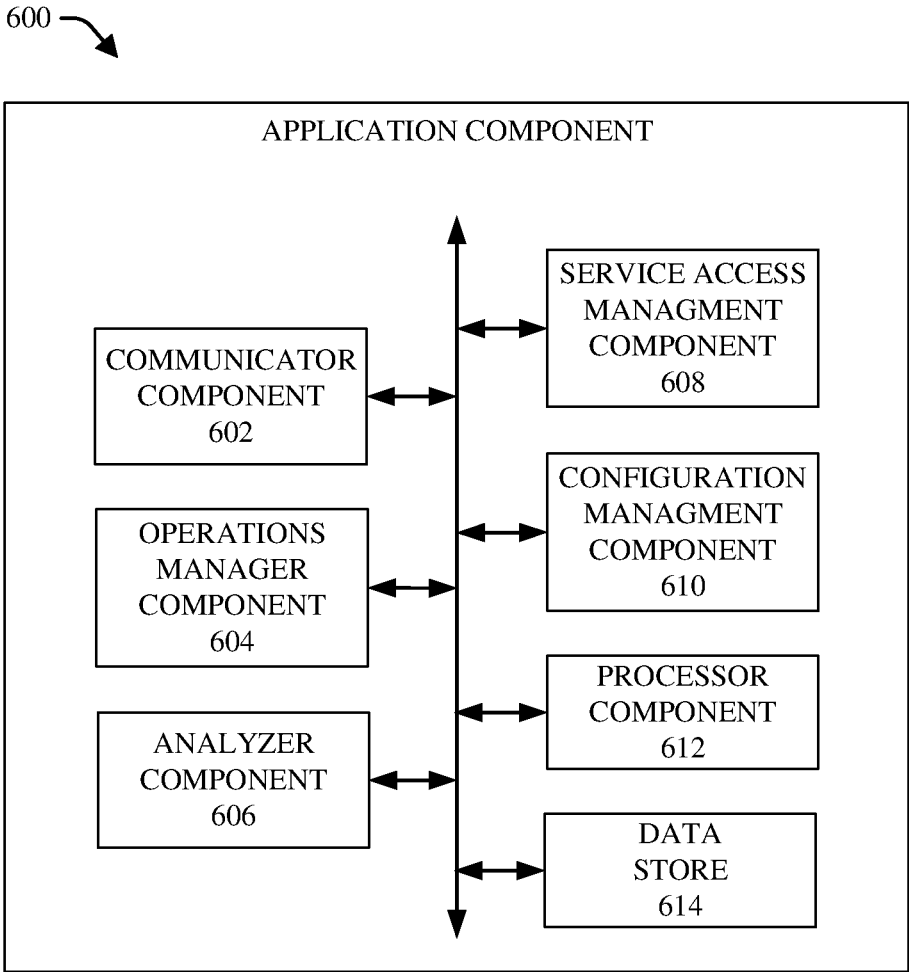 600
APPLICATION COMPONENT
COMMUNICATOR
COMPONENT
602
OPERATIONS
MANAGER
COMPONENT
604
ANALYZER
COMPONENT
606
SERVICE ACCESS
MANAGMENT
COMPONENT
608
CONFIGURATION
MANAGMENT
COMPONENT
610
PROCESSOR
COMPONENT
612
DATA
STORE
614